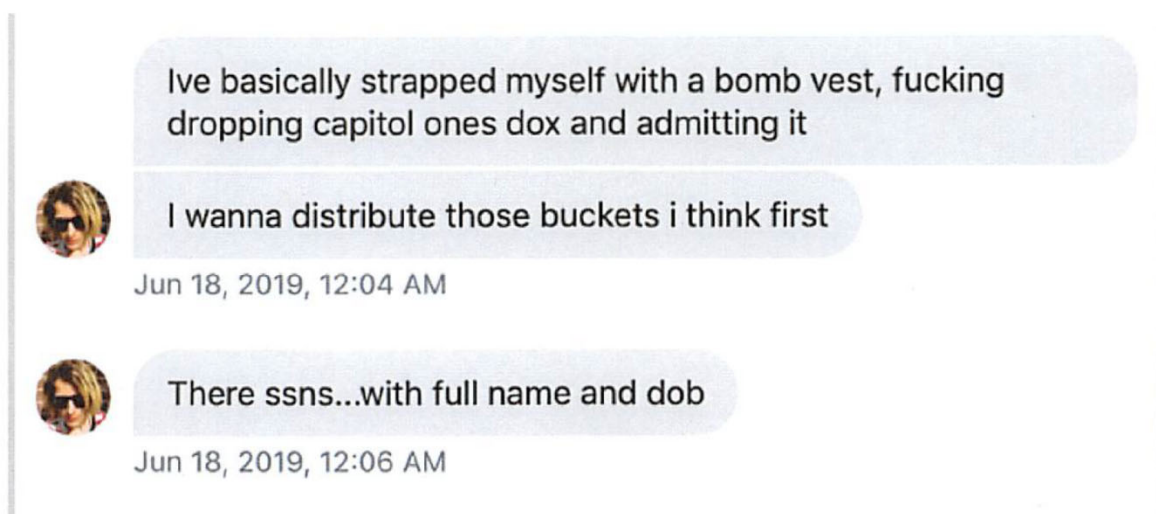 Ive basically strapped myself with a bomb vest, fucking
dropping capitol ones dox and admitting it
I wanna distribute those buckets i think first
Jun 18, 2019, 12:04 AM
There ssns...with full name and dob
Jun 18, 2019, 12:06 AM